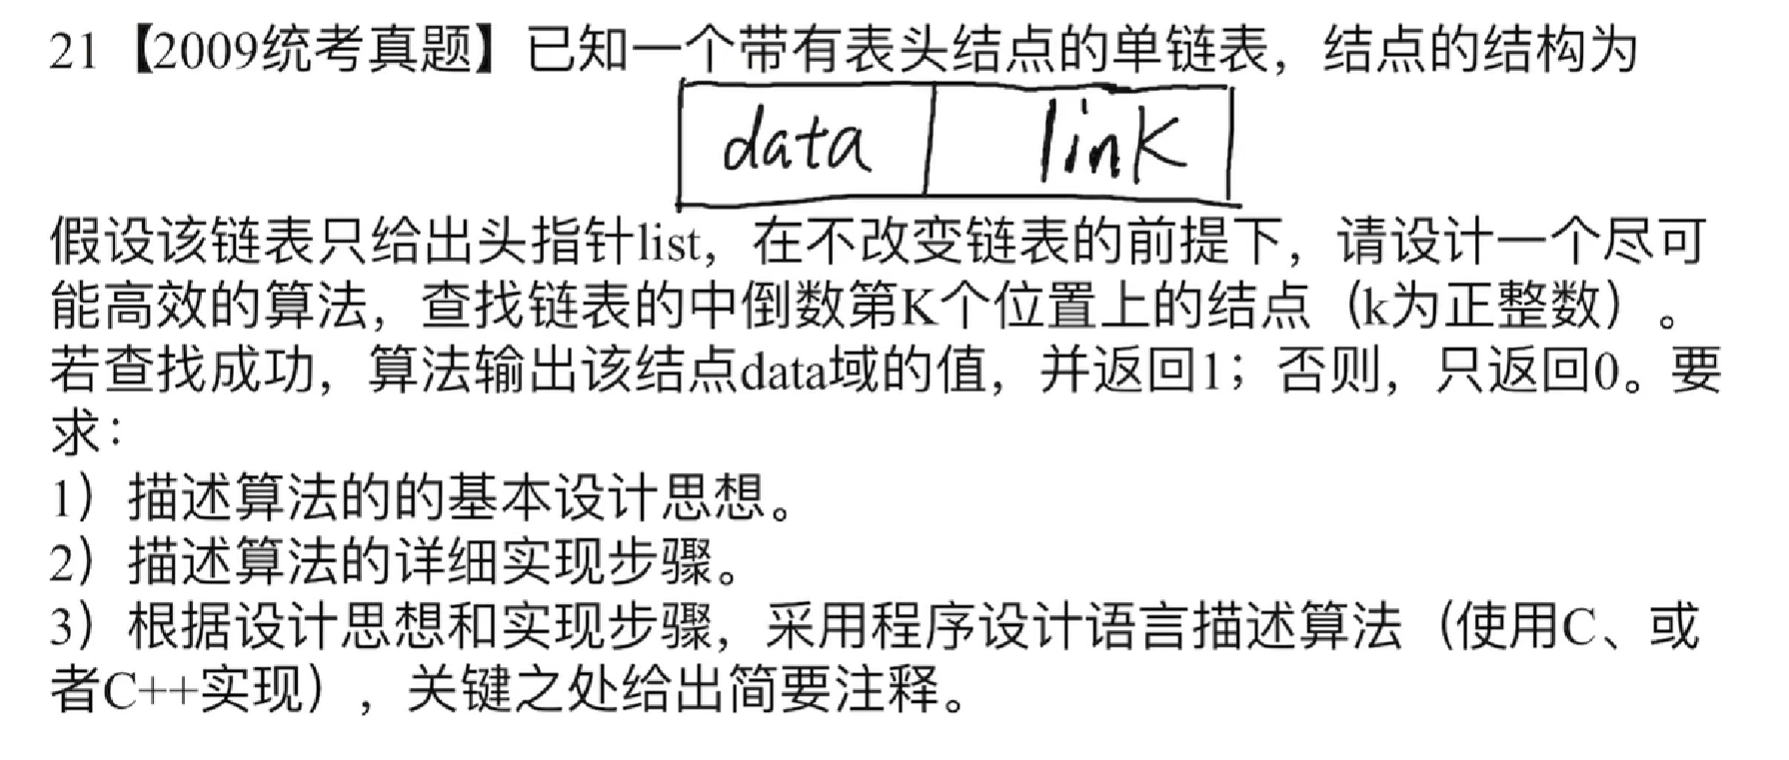 21【2009统考真题】已知一个带有表头结点的单链表，结点的结构为
data link
假设该链表只给出头指针list，在不改变链表的前提下，请设计一个尽可
能高效的算法，查找链表的中倒数第K个位置上的结点（k为正整数）。
若查找成功，算法输出该结点data域的值，并返回1；否则，只返回0。要
求：
1）描述算法的的基本设计思想。
2）描述算法的详细实现步骤。
3）根据设计思想和实现步骤，采用程序设计语言描述算法（使用C、或
者C++实现），关键之处给出简要注释。